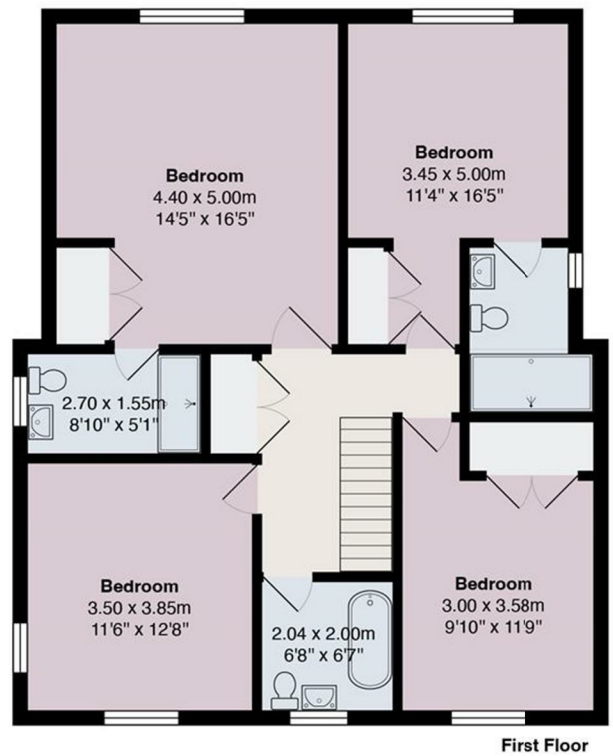 Bedroom
4.40 x 5.00m
14'5" x 16'5"
Bedroom
3.45 x 5.00m
11'4" x 16'5"
2.70 x 1.55m
8'10" x 5'1"
Bedroom
3.50 x 3.85m
11'6" x 12'8"
2.04 x 2.00m
6'8" x 6'7"
Bedroom
3.00 x 3.58m
9'10" x 11'9"
First Floor